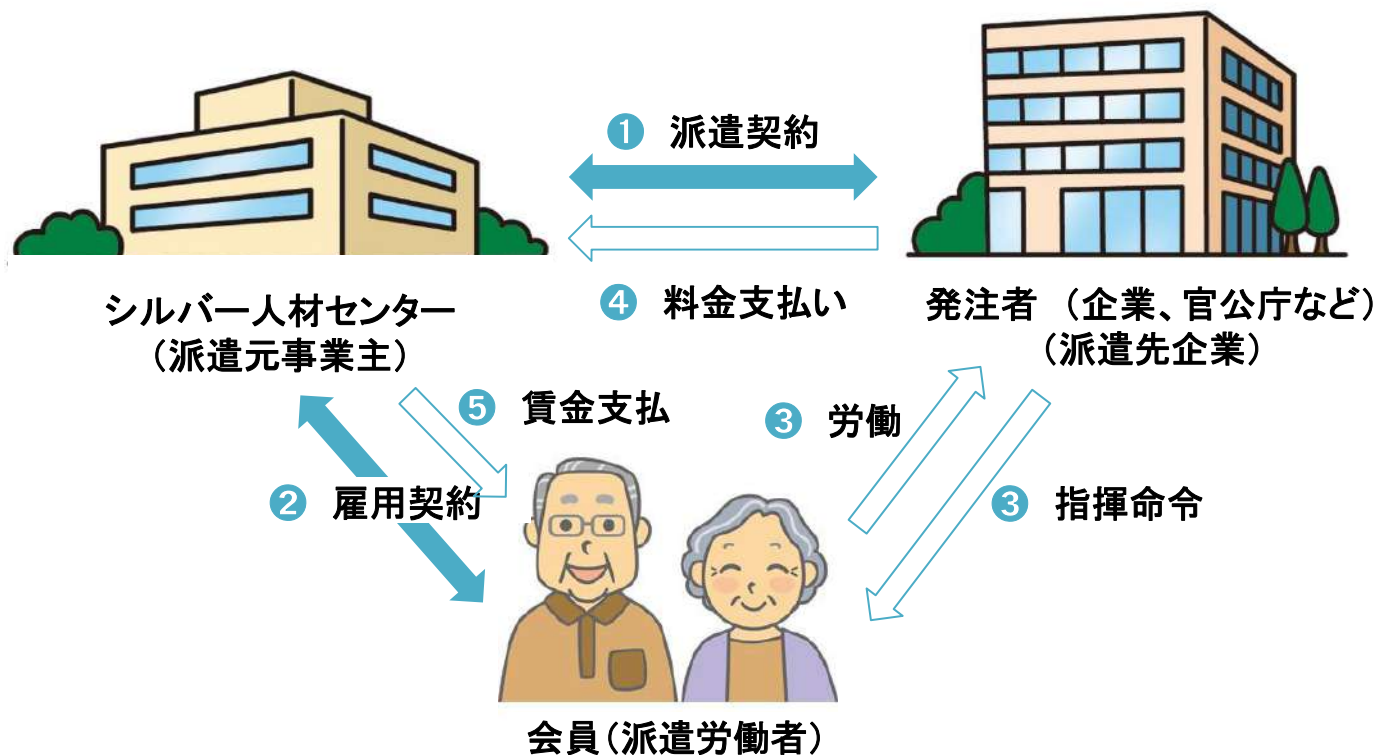 ❶ 派遣契約
❹ 料金支払い
シルバー人材センター
（派遣元事業主）
発注者 （企業、官公庁など）
（派遣先企業）
❺ 賃金支払
❸ 労働
❷ 雇用契約
❸ 指揮命令
会員（派遣労働者）